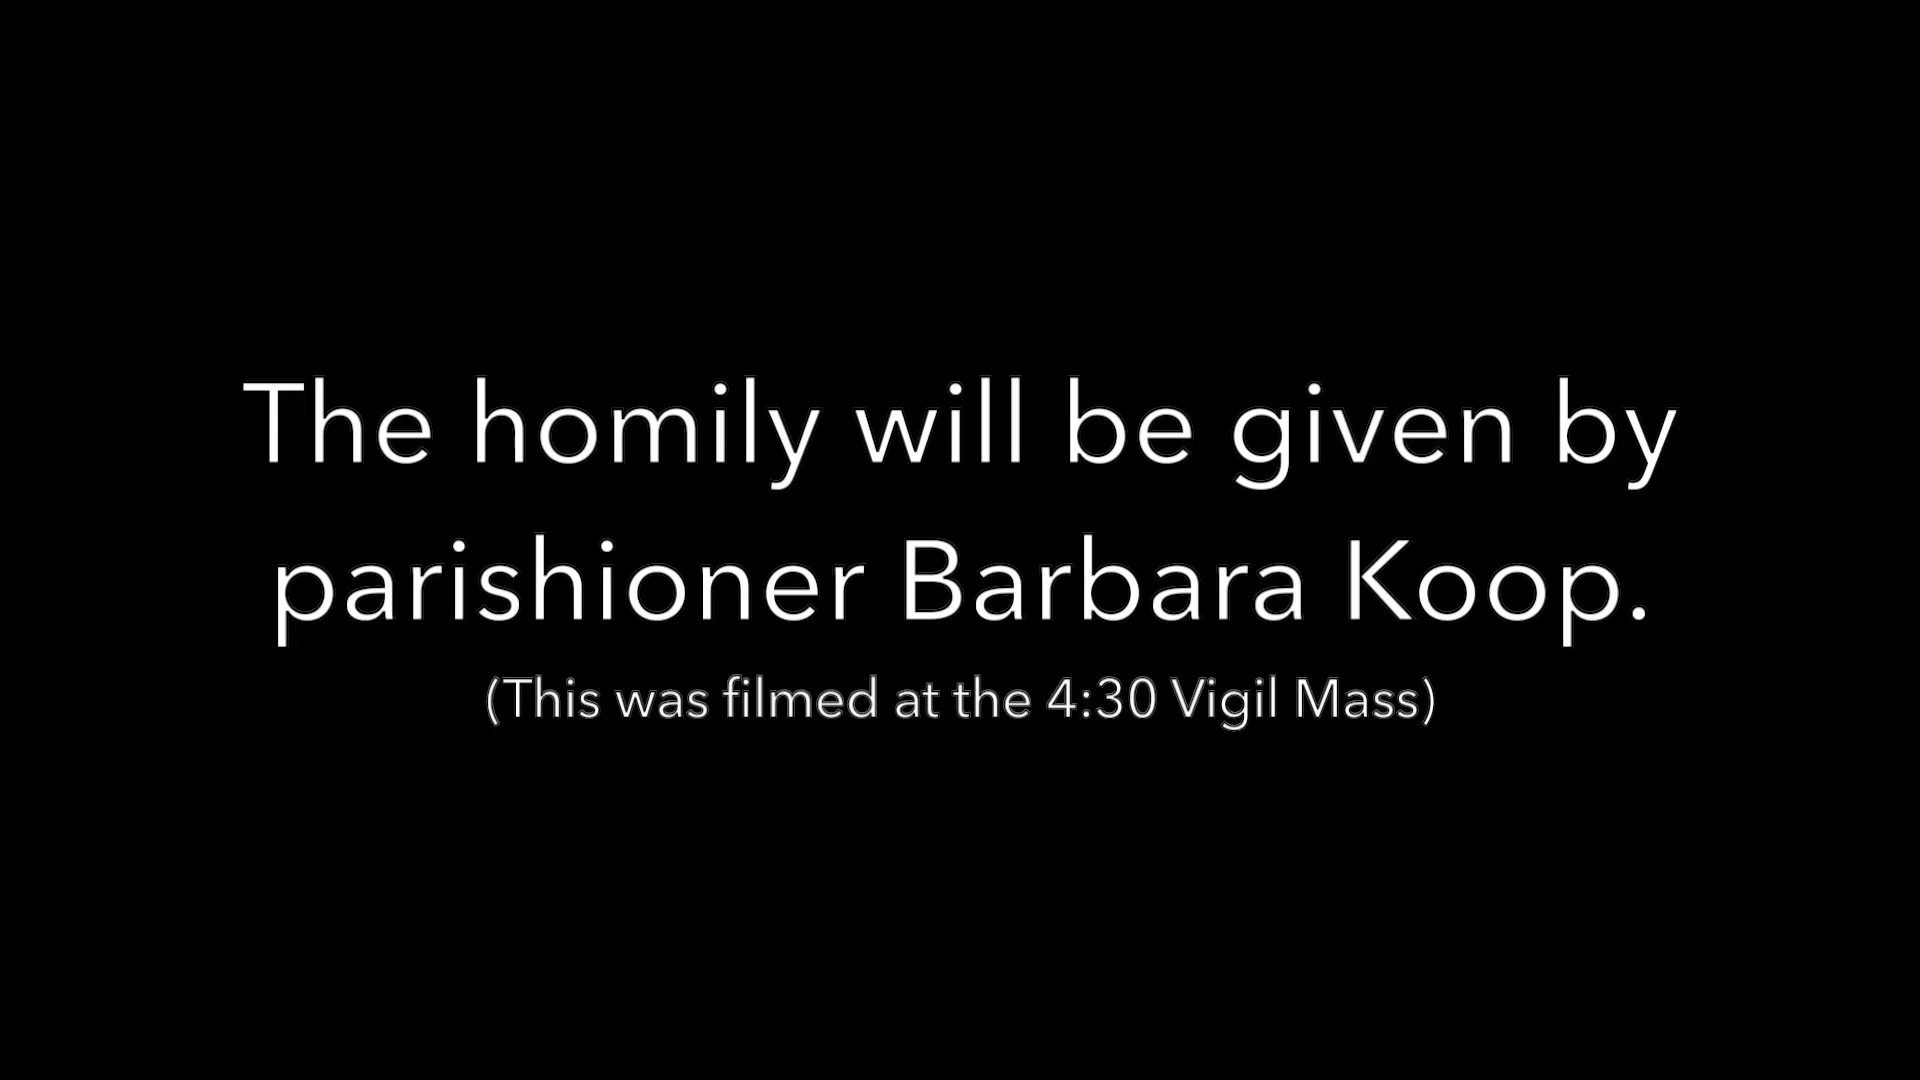 The homily will be given by
parishioner Barbara Koop.
(This was filmed at the 4:30 Vigil Mass)